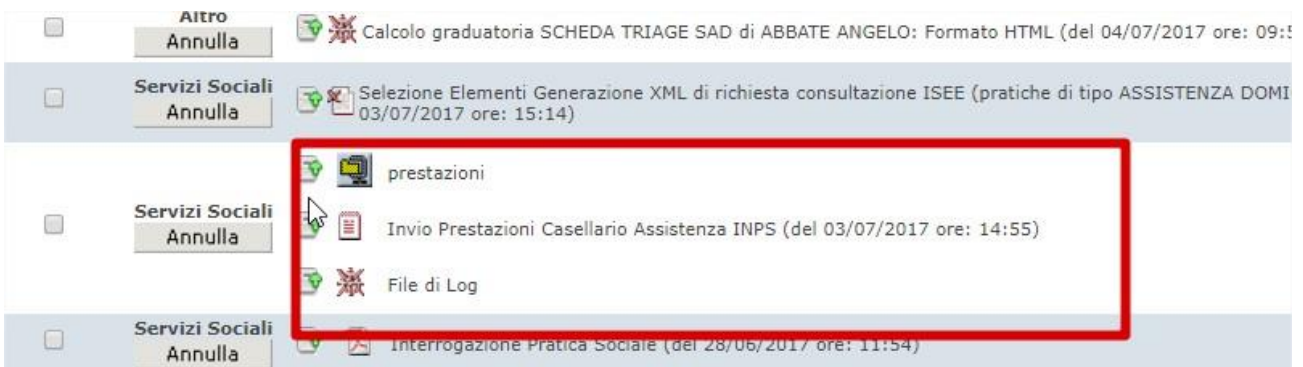 Altro
Annulla
Calcolo graduatoria SCHEDA TRIAGE SAD di ABBATE ANGELO: Formato HTML (del 04/07/2017 ore: 09:5
Servizi Sociali
Annulla
Selezione Elementi Generazione XML di richiesta consultazione ISEE (pratiche di tipo ASSISTENZA DOMI
03/07/2017 ore: 15:14)
prestazioni
Servizi Sociali
Annulla
Invio Prestazioni Casellario Assistenza INPS (del 03/07/2017 ore: 14:55)
File di Log
Servizi Sociali
Annulla
Interrogazione Pratica Sociale (del 28/06/2017 ore: 11:54)